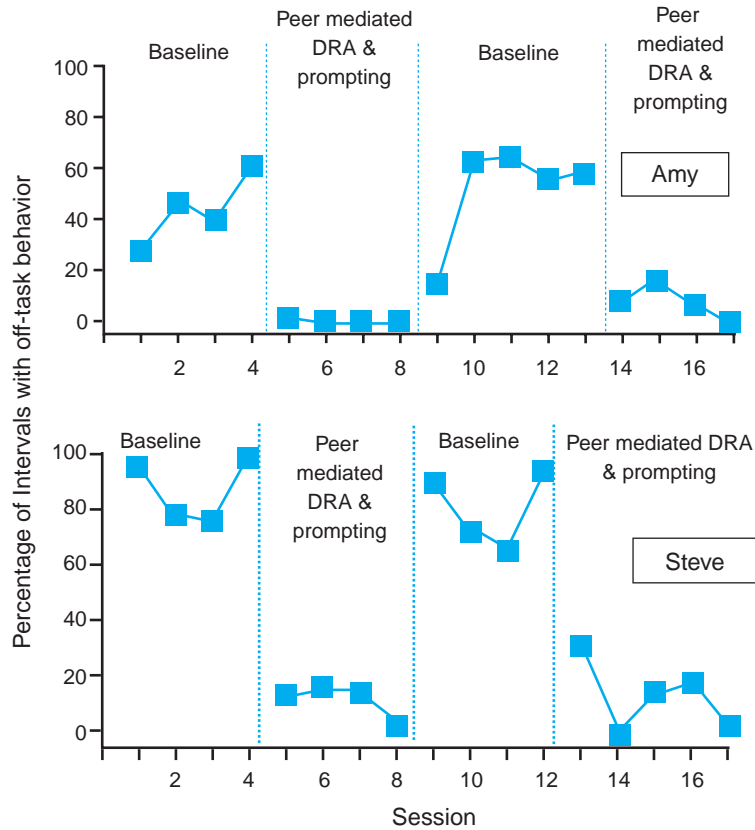 Percentage of Intervals with off-task behavior
Baseline
Peer mediated
DRA &
prompting
Baseline
Peer
mediated
DRA &
prompting
100
80
60
40
20
0
Amy
2 4 6 8 10 12 14 16
Baseline
Peer
mediated
DRA &
prompting
Baseline
Peer mediated DRA
& prompting
100
80
60
40
20
0
Steve
2 4 6 8 10 12 14 16
Session